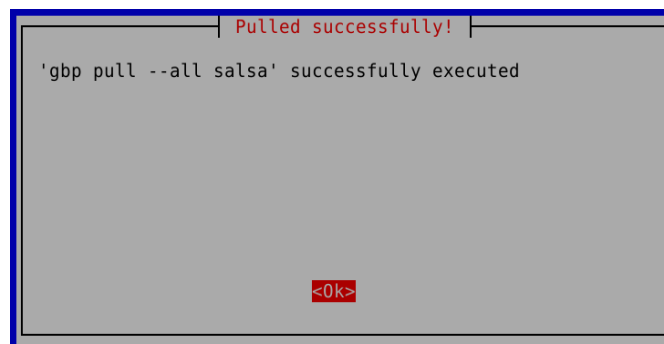 Pulled successfully!
'gbp pull --all salsa' successfully executed
<Ok>